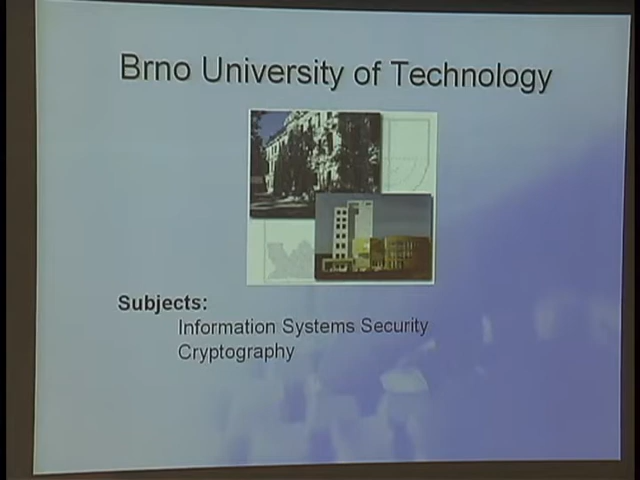 Brno University of Technology
Subjects:
Information Systems Security
Cryptography